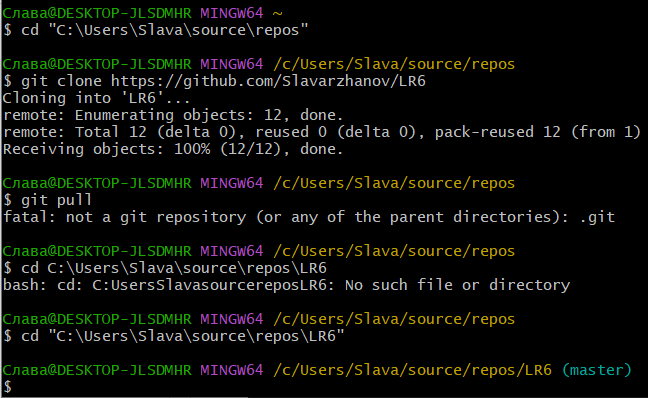 Слава@DESKTOP-JLSDMHR MINGW64 ~
$ cd "C:\Users\Slava\source\repos"
Слава@DESKTOP-JLSDMHR MINGW64 /c/Users/Slava/source/repos
$ git clone https://github.com/Slavarzhanov/LR6
Cloning into 'LR6'...
remote: Enumerating objects: 12, done.
remote: Total 12 (delta 0), reused 0 (delta 0), pack-reused 12 (from 1)
Receiving objects: 100% (12/12), done.
Слава@DESKTOP-JLSDMHR MINGW64 /c/Users/Slava/source/repos
$ git pull
fatal: not a git repository (or any of the parent directories): .git
Слава@DESKTOP-JLSDMHR MINGW64 /c/Users/Slava/source/repos
$ cd C:\Users\Slava\source\repos\LR6
bash: cd: C:UsersSlavasourcereposLR6: No such file or directory
Слава@DESKTOP-JLSDMHR MINGW64 /c/Users/Slava/source/repos
$ cd "C:\Users\Slava\source\repos\LR6"
Слава@DESKTOP-JLSDMHR MINGW64 /c/Users/Slava/source/repos/LR6 (master)
$